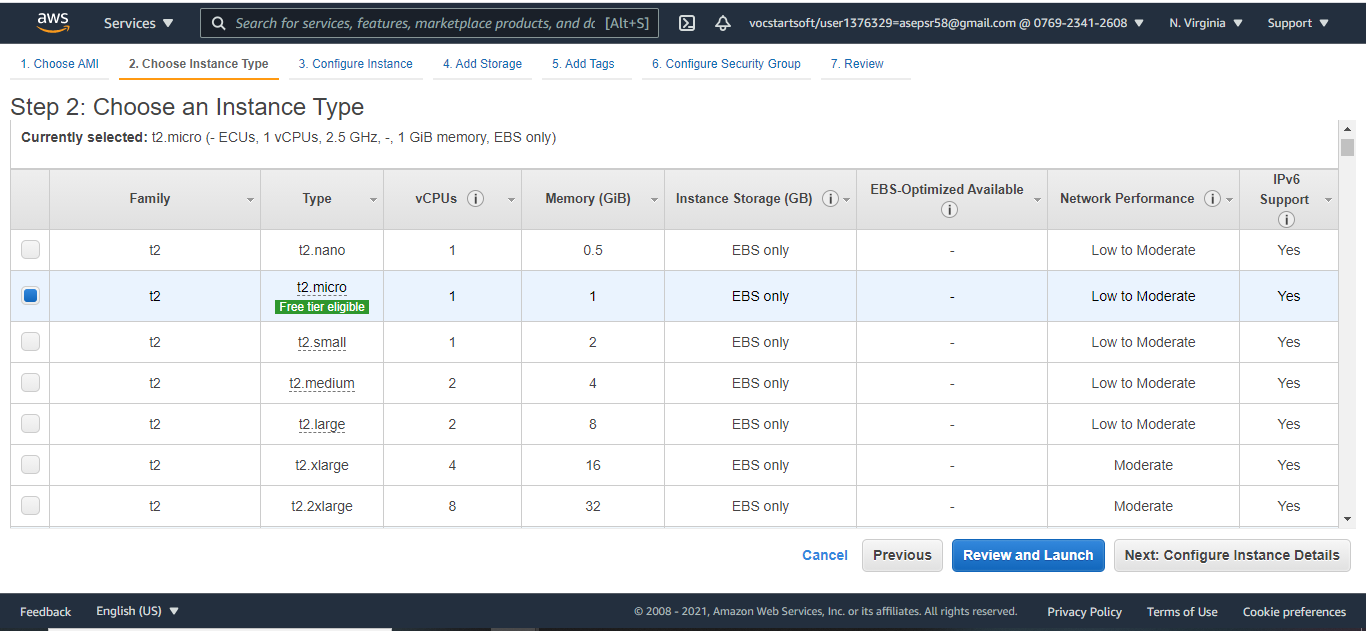 aws Services Search for services, features, marketplace products, and dc [Alt+S] vocstartsoft/user1376329=asepsr58@gmail.com @ 0769-2341-2608 N. Virginia Support
1. Choose AMI 2. Choose Instance Type 3. Configure Instance 4. Add Storage 5. Add Tags 6. Configure Security Group 7. Review
Step 2: Choose an Instance Type
Currently selected: t2.micro (- ECUs, 1 vCPUs, 2.5 GHz, -, 1 GiB memory, EBS only)
Family Type vCPUs Memory (GiB) Instance Storage (GB) EBS-Optimized Available Network Performance IPv6 Support
t2 t2.nano 1 0.5 EBS only - Low to Moderate Yes
t2 t2.micro Free tier eligible 1 1 EBS only - Low to Moderate Yes
t2 t2.small 1 2 EBS only - Low to Moderate Yes
t2 t2.medium 2 4 EBS only - Low to Moderate Yes
t2 t2.large 2 8 EBS only - Low to Moderate Yes
t2 t2.xlarge 4 16 EBS only - Moderate Yes
t2 t2.2xlarge 8 32 EBS only - Moderate Yes
Cancel Previous Review and Launch Next: Configure Instance Details
Feedback English (US) © 2008 - 2021, Amazon Web Services, Inc. or its affiliates. All rights reserved. Privacy Policy Terms of Use Cookie preferences